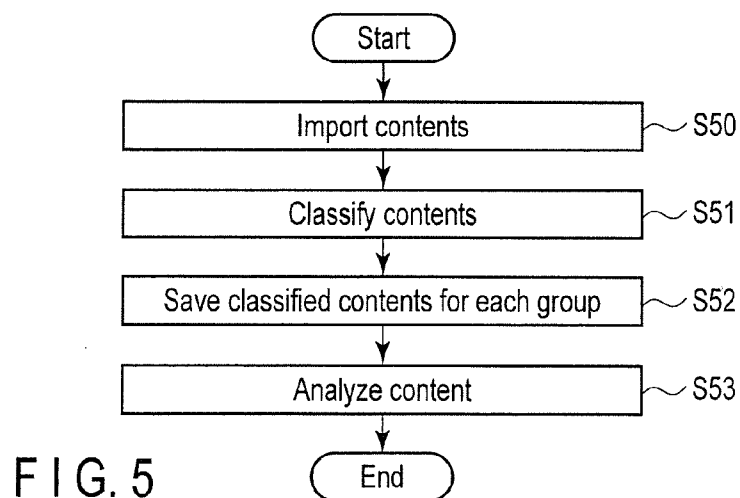 Start
Import contents
S50
Classify contents
S51
Save classified contents for each group
S52
Analyze content
S53
End
FIG. 5